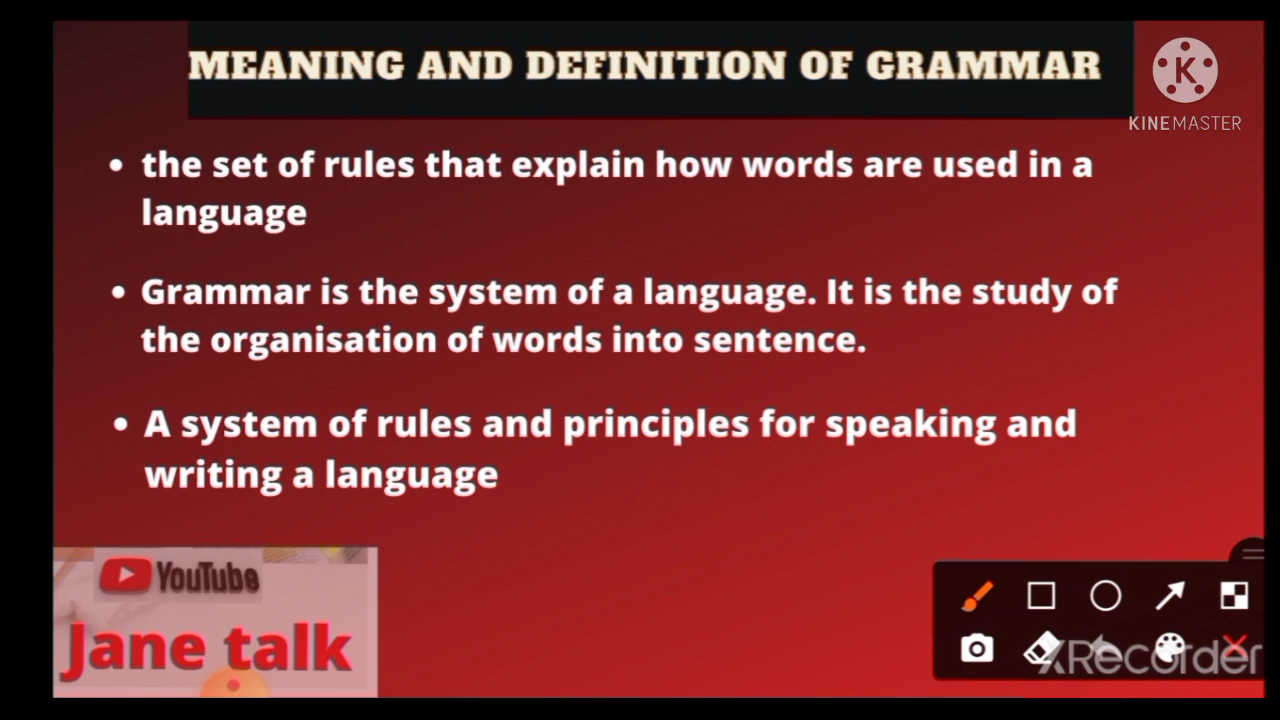 MEANING AND DEFINITION OF GRAMMAR
K
KINEMASTER
• the set of rules that explain how words are used in a
language
• Grammar is the system of a language. It is the study of
the organisation of words into sentence.
• A system of rules and principles for speaking and
writing a language
YouTube
Jane talk
XRecorder